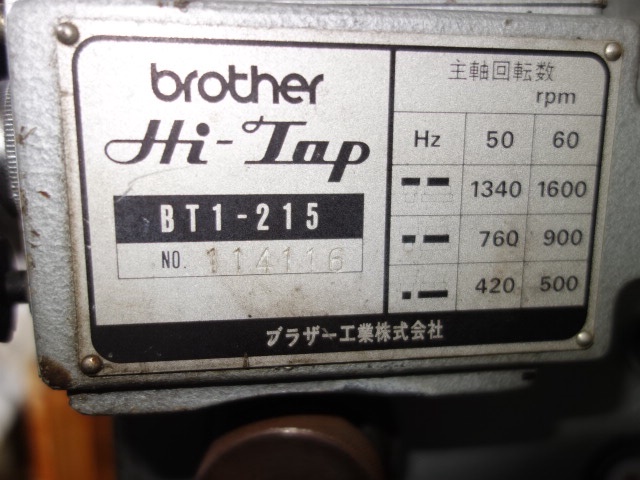 brother
Hi-Tap
BT1-215
NO. 114116
主軸回転数
rpm
Hz 50 60
1340 1600
760 900
420 500
ブラザー工業株式会社